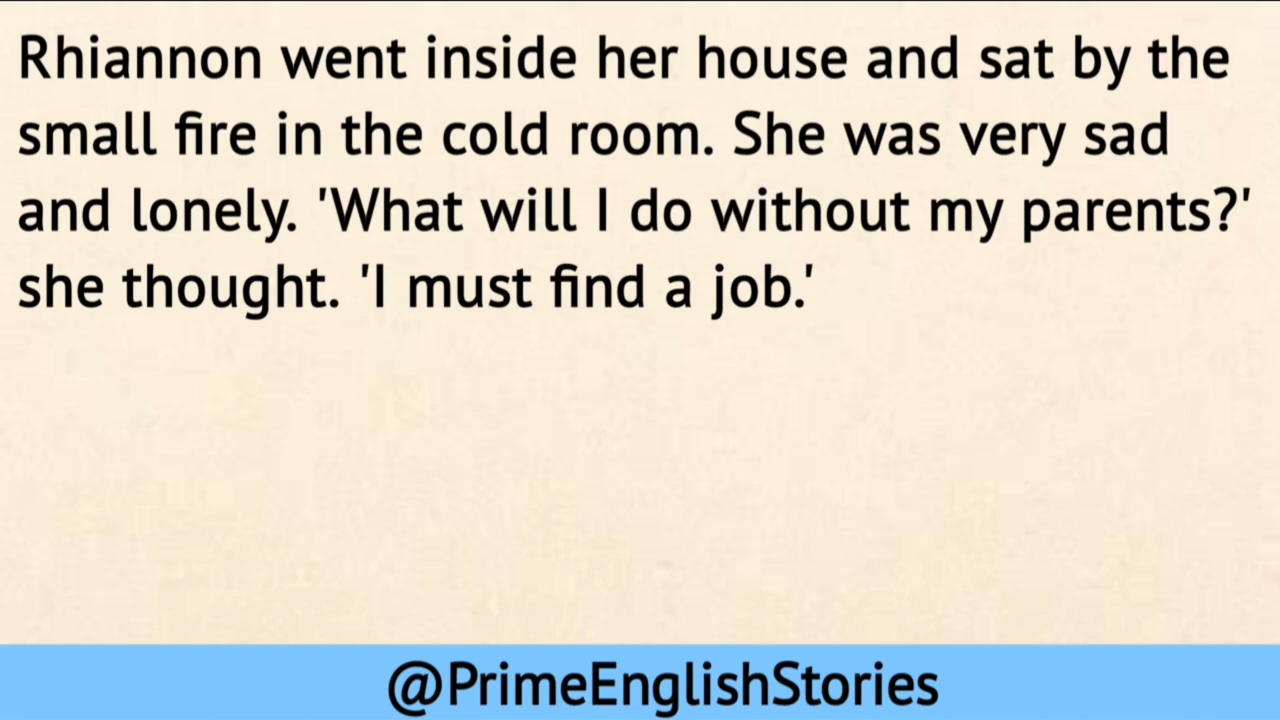 Rhiannon went inside her house and sat by the
small fire in the cold room. She was very sad
and lonely. 'What will I do without my parents?'
she thought. 'I must find a job.'
@PrimeEnglishStories